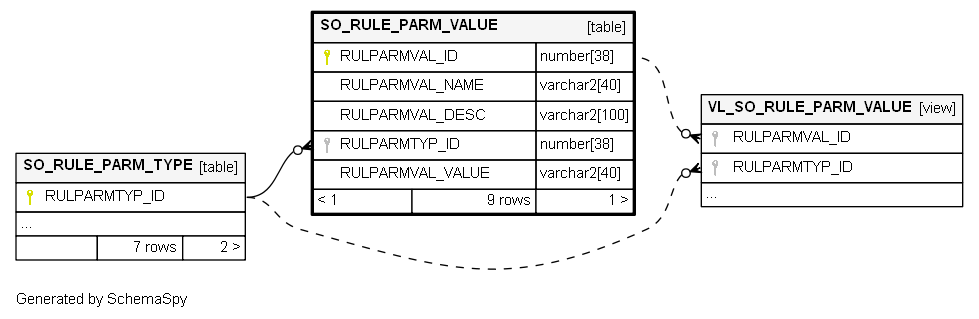 SO_RULE_PARM_VALUE [table]
RULPARMVAL_ID number[38]
RULPARMVAL_NAME varchar2[40]
RULPARMVAL_DESC varchar2[100]
RULPARMTYP_ID number[38]
RULPARMVAL_VALUE varchar2[40]
< 1 9 rows 1 >
SO_RULE_PARM_TYPE [table]
RULPARMTYP_ID
...
7 rows 2 >
VL_SO_RULE_PARM_VALUE [view]
RULPARMVAL_ID
RULPARMTYP_ID
...
Generated by SchemaSpy